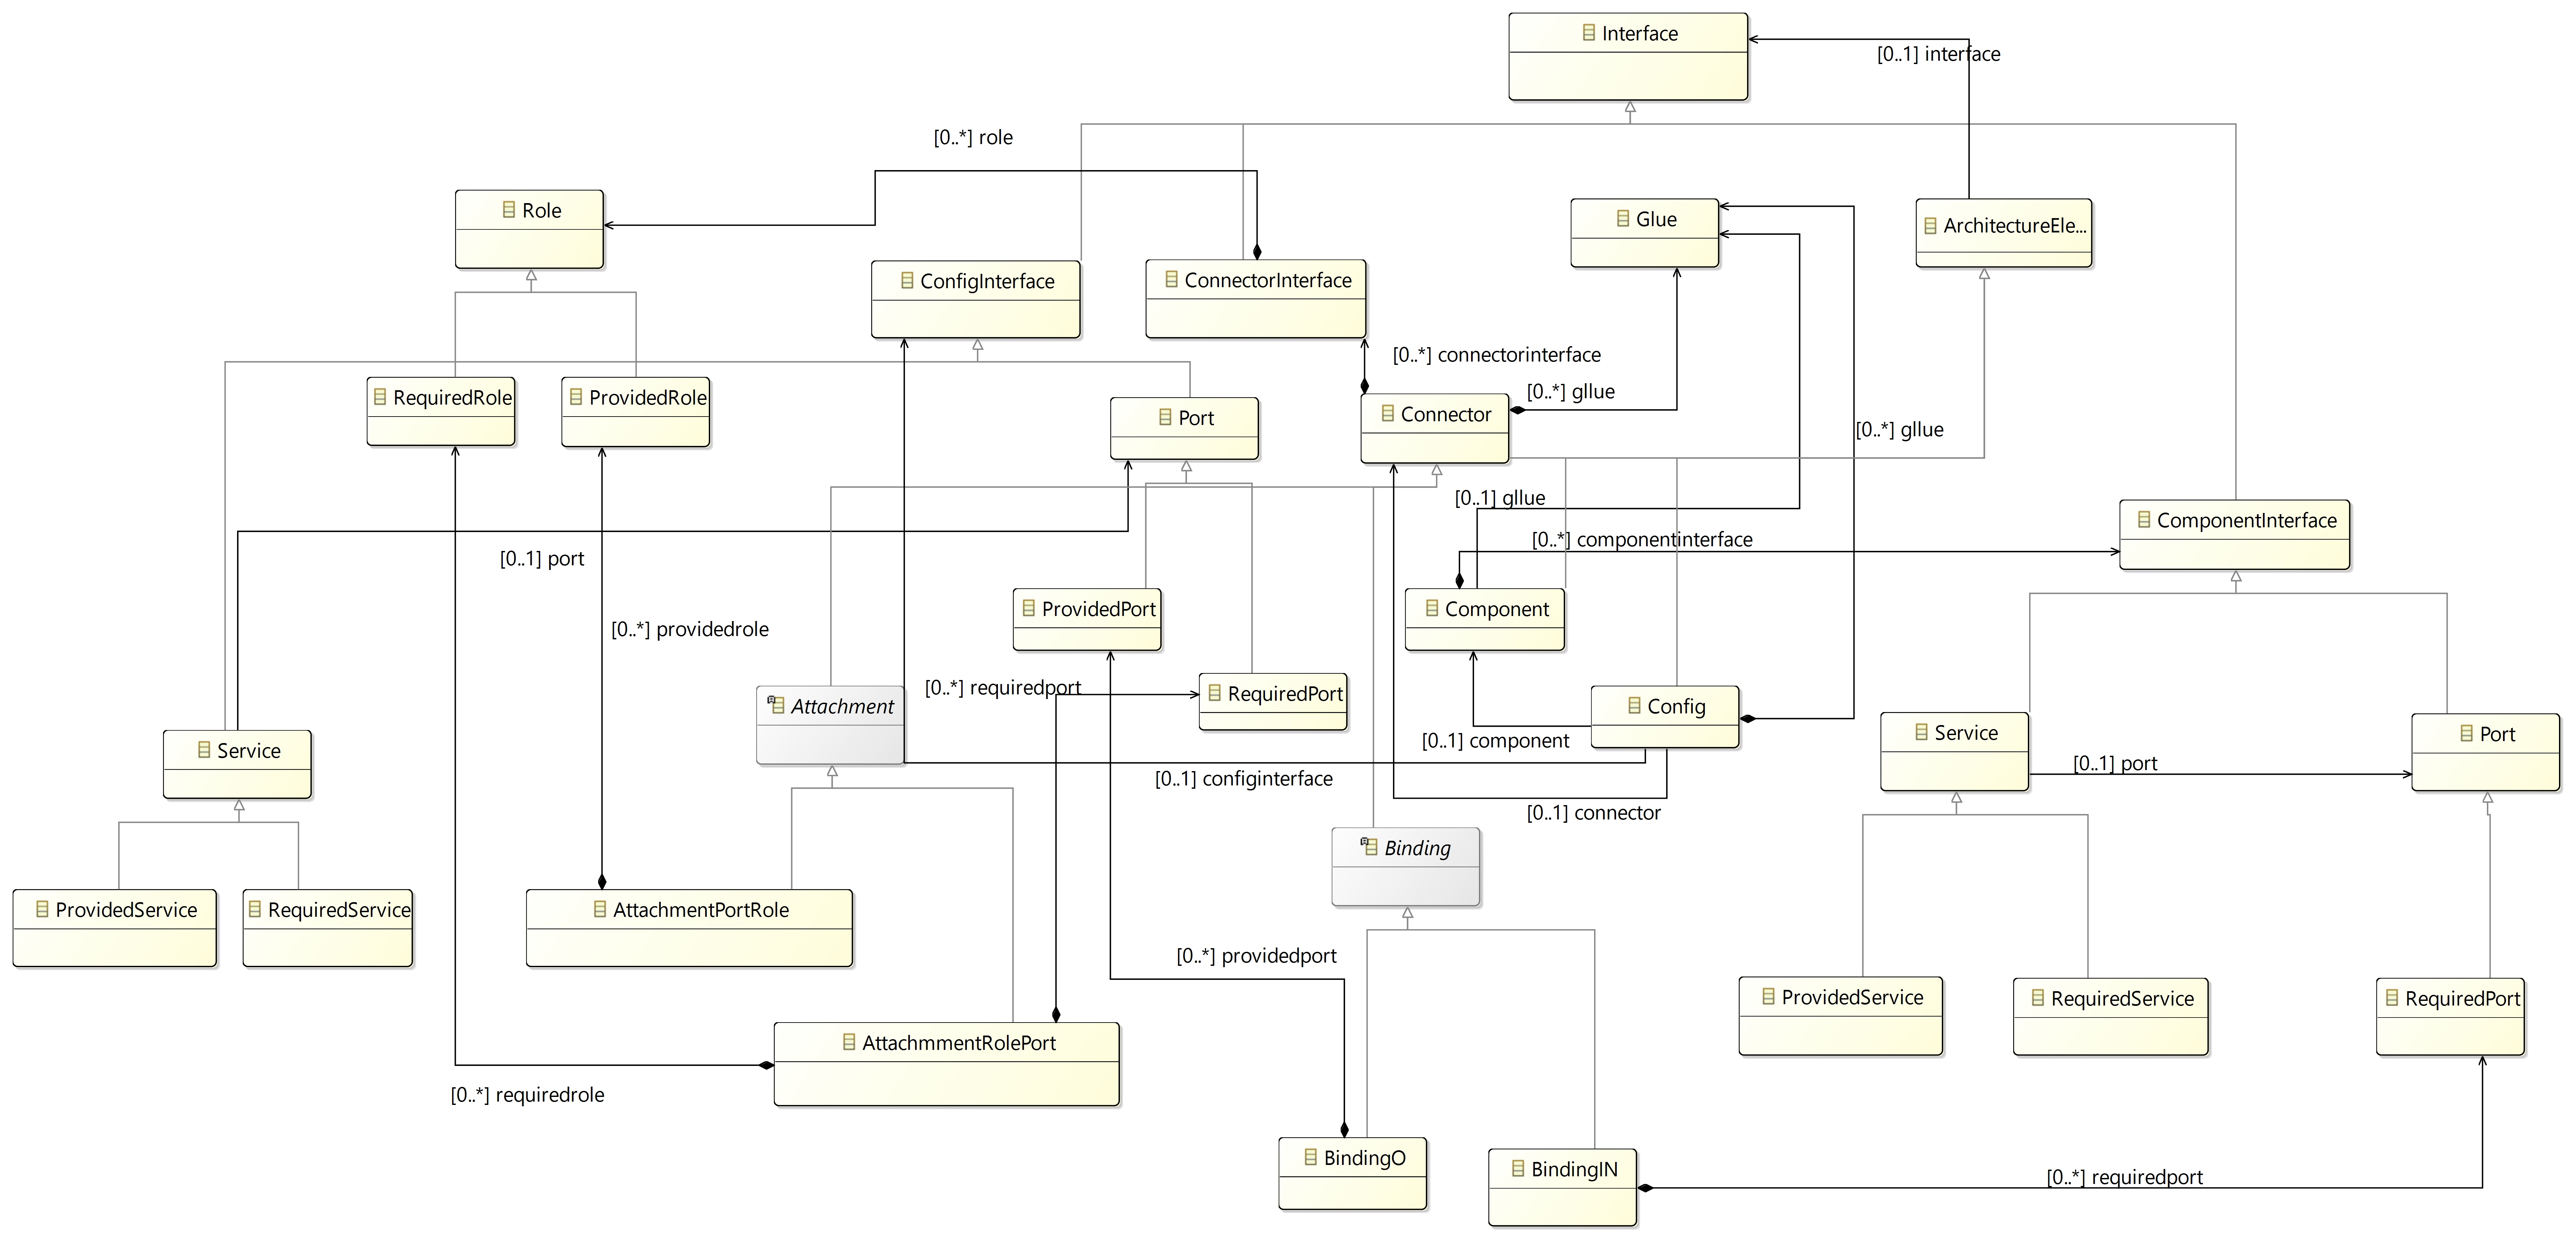 Interface
[0..1] interface
[0..*] role
Role
Glue
ArchitectureEle...
ConfigInterface
ConnectorInterface
[0..*] connectorinterface
[0..*] gllue
RequiredRole
ProvidedRole
Port
Connector
[0..*] gllue
[0..1] gllue
ComponentInterface
[0..*] componentinterface
[0..1] port
ProvidedPort
Component
[0..*] providedrole
[0..*] requiredport
RequiredPort
Attachment
Config
Service
Port
Service
[0..1] component
[0..1] port
[0..1] configinterface
[0..1] connector
Binding
ProvidedService
RequiredService
AttachmentPortRole
[0..*] providedport
ProvidedService
RequiredService
RequiredPort
AttachmmentRolePort
[0..*] requiredrole
BindingO
BindingIN
[0..*] requiredport